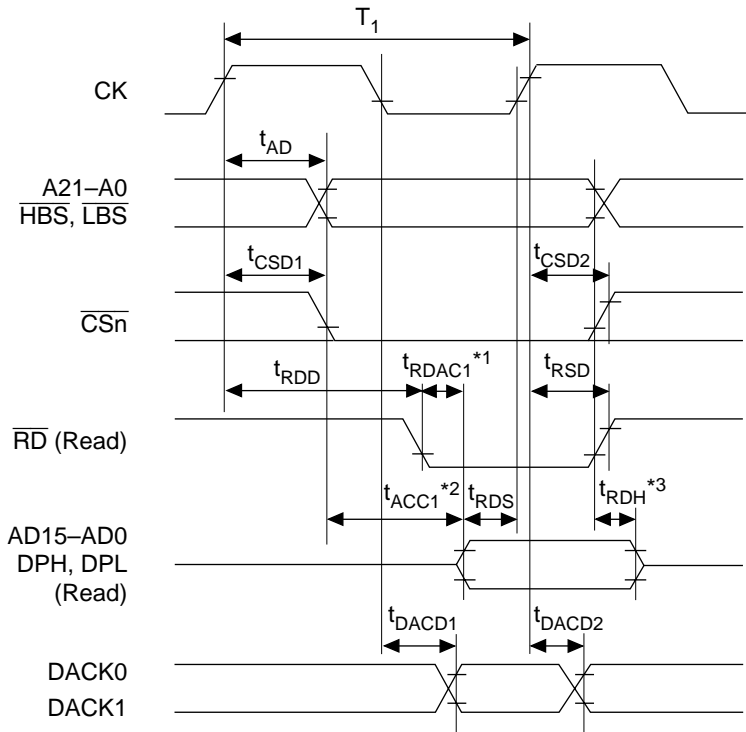 T1
CK
tAD
A21–A0
HBS, LBS
tCSD1
tCSD2
CSn
tRDD
tRDAC1*1
tRSD
RD (Read)
tACC1*2
tRDS
tRDH*3
AD15–AD0
DPH, DPL
(Read)
tDACD1
tDACD2
DACK0
DACK1